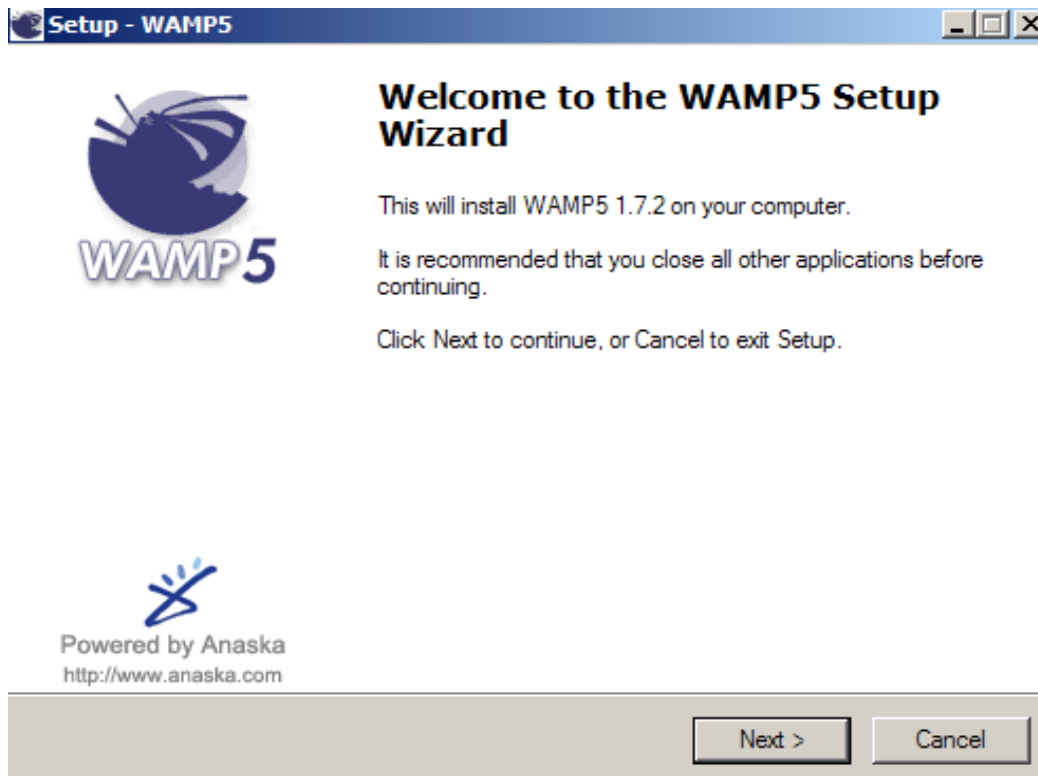 Setup - WAMP5
Welcome to the WAMP5 Setup
Wizard
WAMP5
This will install WAMP5 1.7.2 on your computer.
It is recommended that you close all other applications before
continuing.
Click Next to continue, or Cancel to exit Setup.
Powered by Anaska
http://www.anaska.com
Next >
Cancel